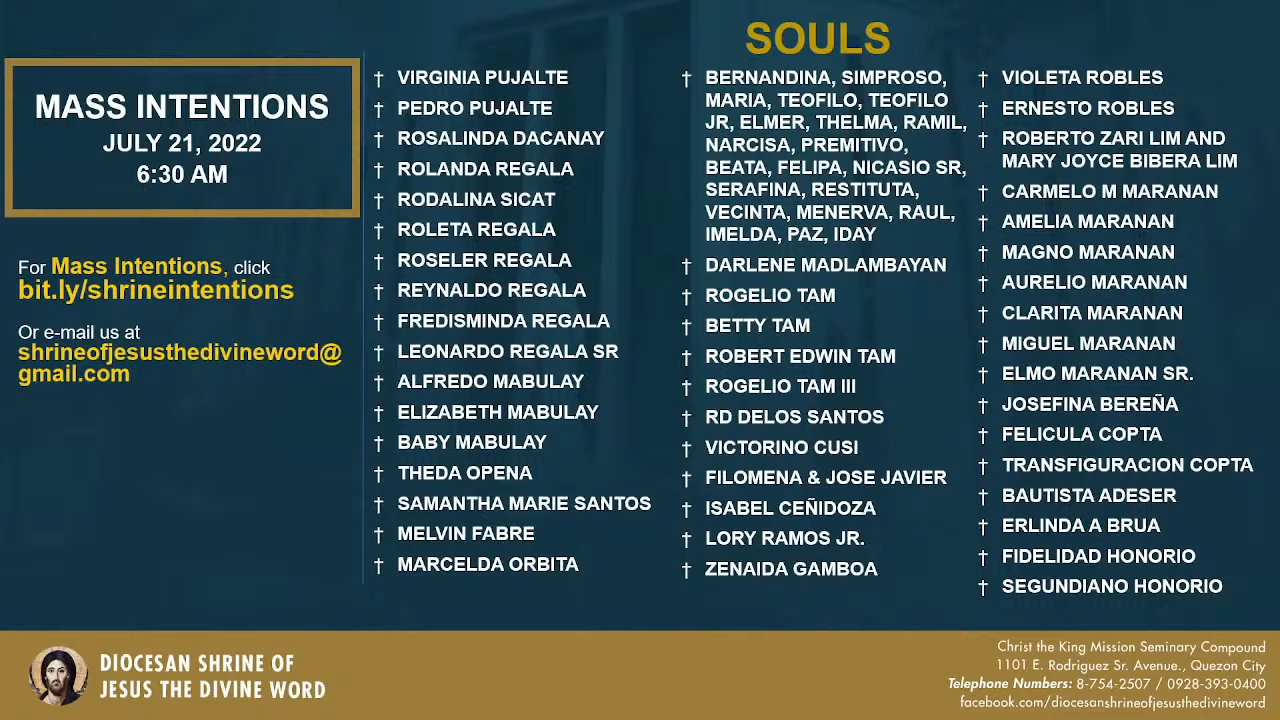 SOULS
MASS INTENTIONS
JULY 21, 2022
6:30 AM
For Mass Intentions, click
bit.ly/shrineintentions
Or e-mail us at
shrineofjesusthedivineword@
gmail.com
† VIRGINIA PUJALTE
† PEDRO PUJALTE
† ROSALINDA DACANAY
† ROLANDA REGALA
† RODALINA SICAT
† ROLETA REGALA
† ROSELER REGALA
† REYNALDO REGALA
† FREDISMINDA REGALA
† LEONARDO REGALA SR
† ALFREDO MABULAY
† ELIZABETH MABULAY
† BABY MABULAY
† THEDA OPENA
† SAMANTHA MARIE SANTOS
† MELVIN FABRE
† MARCELDA ORBITA
† BERNANDINA, SIMPROSO,
MARIA, TEOFILO, TEOFILO
JR, ELMER, THELMA, RAMIL,
NARCISA, PREMITIVO,
BEATA, FELIPA, NICASIO SR,
SERAFINA, RESTITUTA,
VECINTA, MENERVA, RAUL,
IMELDA, PAZ, IDAY
† DARLENE MADLAMBAYAN
† ROGELIO TAM
† BETTY TAM
† ROBERT EDWIN TAM
† ROGELIO TAM III
† RD DELOS SANTOS
† VICTORINO CUSI
† FILOMENA & JOSE JAVIER
† ISABEL CEÑIDOZA
† LORY RAMOS JR.
† ZENAIDA GAMBOA
† VIOLETA ROBLES
† ERNESTO ROBLES
† ROBERTO ZARI LIM AND
MARY JOYCE BIBERA LIM
† CARMELO M MARANAN
† AMELIA MARANAN
† MAGNO MARANAN
† AURELIO MARANAN
† CLARITA MARANAN
† MIGUEL MARANAN
† ELMO MARANAN SR.
† JOSEFINA BEREÑA
† FELICULA COPTA
† TRANSFIGURACION COPTA
† BAUTISTA ADESER
† ERLINDA A BRUA
† FIDELIDAD HONORIO
† SEGUNDIANO HONORIO
DIOCESAN SHRINE OF
JESUS THE DIVINE WORD
Christ the King Mission Seminary Compound
1101 E. Rodriguez Sr. Avenue., Quezon City
Telephone Numbers: 8-754-2507 / 0928-393-0400
facebook.com/diocesanshrineofjesusthedivineword